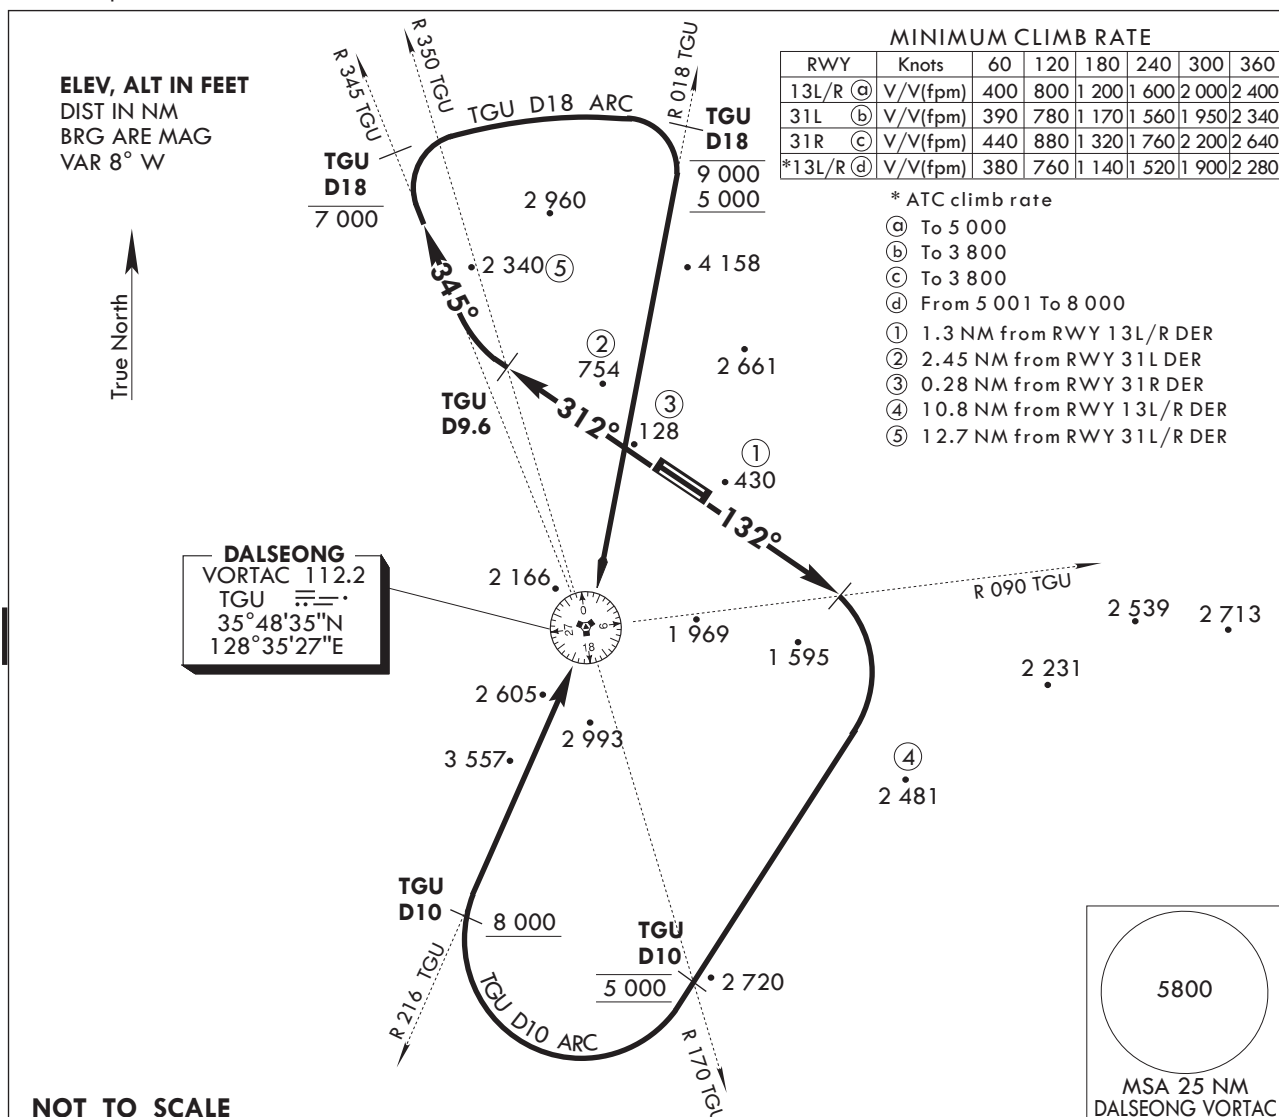 ELEV, ALT IN FEET
DIST IN NM
BRG ARE MAG
VAR 8° W
True North
MINIMUM CLIMB RATE
RWY Knots 60 120 180 240 300 360
13L/R ⓐ V/V(fpm) 400 800 1 200 1 600 2 000 2 400
31L ⓑ V/V(fpm) 390 780 1 170 1 560 1 950 2 340
31R ⓒ V/V(fpm) 440 880 1 320 1 760 2 200 2 640
*13L/R ⓓ V/V(fpm) 380 760 1 140 1 520 1 900 2 280
* ATC climb rate
ⓐ To 5 000
ⓑ To 3 800
ⓒ To 3 800
ⓓ From 5 001 To 8 000
① 1.3 NM from RWY 13L/R DER
② 2.45 NM from RWY 31L DER
③ 0.28 NM from RWY 31R DER
④ 10.8 NM from RWY 13L/R DER
⑤ 12.7 NM from RWY 31L/R DER
R 345 TGU
R 350 TGU
R 018 TGU
TGU D18 ARC
TGU
D18
7 000
TGU
D18
9 000
5 000
2 960
2 340 ⑤
4 158
345°
②
754
2 661
TGU
D9.6
312°
③
128
①
430
132°
DALSEONG
VORTAC 112.2
TGU
35°48'35"N
128°35'27"E
2 166
0
9
18
27
R 090 TGU
1 969
1 595
2 539
2 713
2 231
2 605
2 993
3 557
④
2 481
TGU
D10
8 000
TGU
D10
5 000
2 720
R 216 TGU
TGU D10 ARC
R 170 TGU
5800
MSA 25 NM
DALSEONG VORTAC
NOT TO SCALE